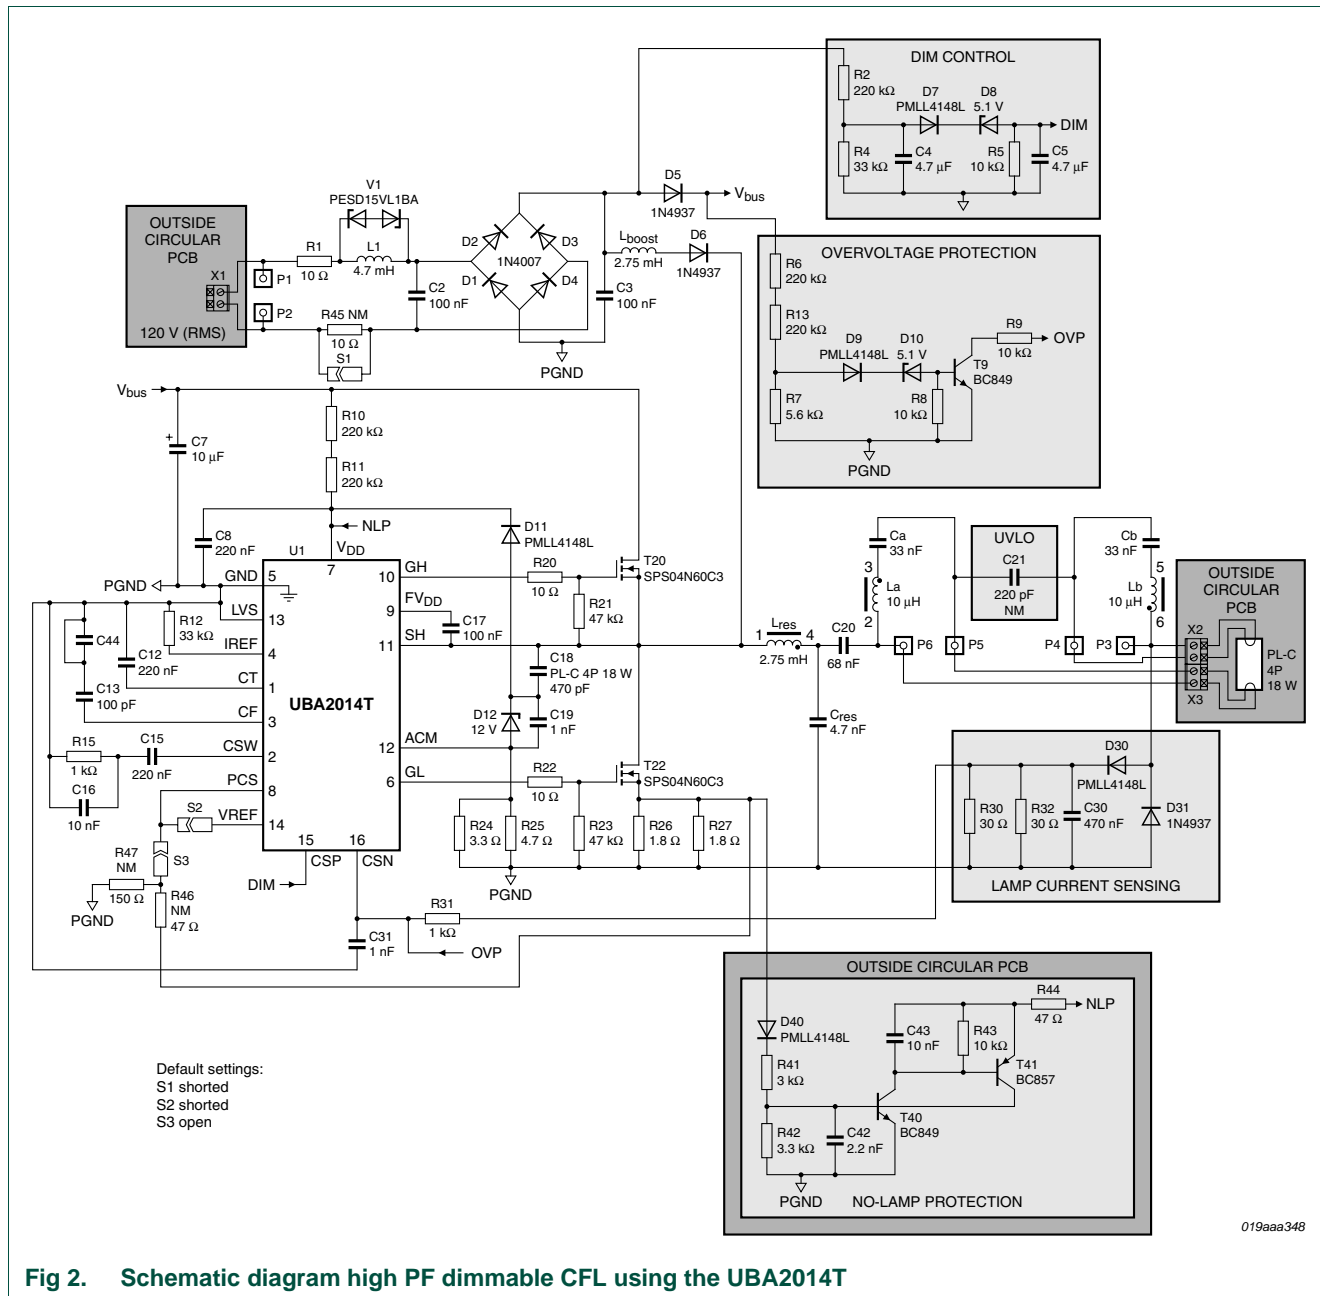 DIM CONTROL
R2
220 kΩ
D7
PMLL4148L
D8
5.1 V
DIM
R4
33 kΩ
C4
4.7 μF
R5
10 kΩ
C5
4.7 μF
V1
PESD15VL1BA
D5
1N4937
Vbus
OUTSIDE
CIRCULAR
PCB
X1
120 V (RMS)
P1
P2
R1
10 Ω
L1
4.7 mH
R45 NM
10 Ω
S1
C2
100 nF
D2
D3
1N4007
D1
D4
Lboost
2.75 mH
D6
1N4937
C3
100 nF
PGND
OVERVOLTAGE PROTECTION
R6
220 kΩ
R13
220 kΩ
D9
PMLL4148L
D10
5.1 V
R9
10 kΩ
OVP
T9
BC849
R7
5.6 kΩ
R8
10 kΩ
PGND
Vbus
C7
10 μF
+
R10
220 kΩ
R11
220 kΩ
NLP
C8
220 nF
U1
VDD
7
D11
PMLL4148L
PGND
GND
5
LVS
13
R12
33 kΩ
IREF
4
C44
C12
220 nF
CT
1
C13
100 pF
CF
3
UBA2014T
R15
1 kΩ
C15
220 nF
CSW
2
C16
10 nF
PCS
8
S2
VREF
14
S3
R47
NM
150 Ω
PGND
R46
NM
47 Ω
15
CSP
16
CSN
DIM
GH
10
FVDD
9
SH
11
ACM
12
GL
6
R20
10 Ω
T20
SPS04N60C3
R21
47 kΩ
C17
100 nF
C18
PL-C 4P 18 W
470 pF
D12
12 V
C19
1 nF
R22
10 Ω
T22
SPS04N60C3
R24
3.3 Ω
R25
4.7 Ω
R23
47 kΩ
R26
1.8 Ω
R27
1.8 Ω
PGND
R31
1 kΩ
C31
1 nF
OVP
1
Lres
4
2.75 mH
C20
68 nF
Cres
4.7 nF
Ca
33 nF
3
La
10 μH
2
UVLO
C21
220 pF
NM
Cb
33 nF
5
Lb
10 μH
6
P6
P5
P4
P3
OUTSIDE
CIRCULAR
PCB
X2
X3
PL-C
4P
18 W
D30
PMLL4148L
R30
30 Ω
R32
30 Ω
C30
470 nF
D31
1N4937
LAMP CURRENT SENSING
OUTSIDE CIRCULAR PCB
D40
PMLL4148L
R41
3 kΩ
R42
3.3 kΩ
C42
2.2 nF
C43
10 nF
R43
10 kΩ
R44
47 Ω
NLP
T41
BC857
T40
BC849
PGND
NO-LAMP PROTECTION
Default settings:
S1 shorted
S2 shorted
S3 open
019aaa348
Fig 2. Schematic diagram high PF dimmable CFL using the UBA2014T